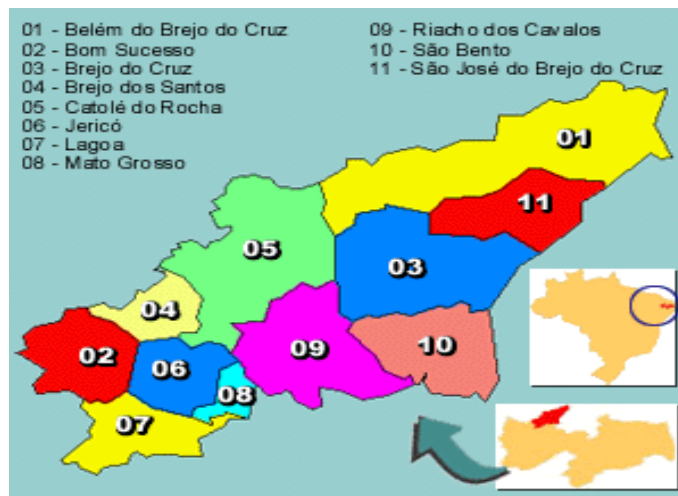 01 - Belém do Brejo do Cruz
02 - Bom Sucesso
03 - Brejo do Cruz
04 - Brejo dos Santos
05 - Catolé do Rocha
06 - Jericó
07 - Lagoa
08 - Mato Grosso
09 - Riacho dos Cavalos
10 - São Bento
11 - São José do Brejo do Cruz
01
11
05
03
04
02
06
09
10
08
07